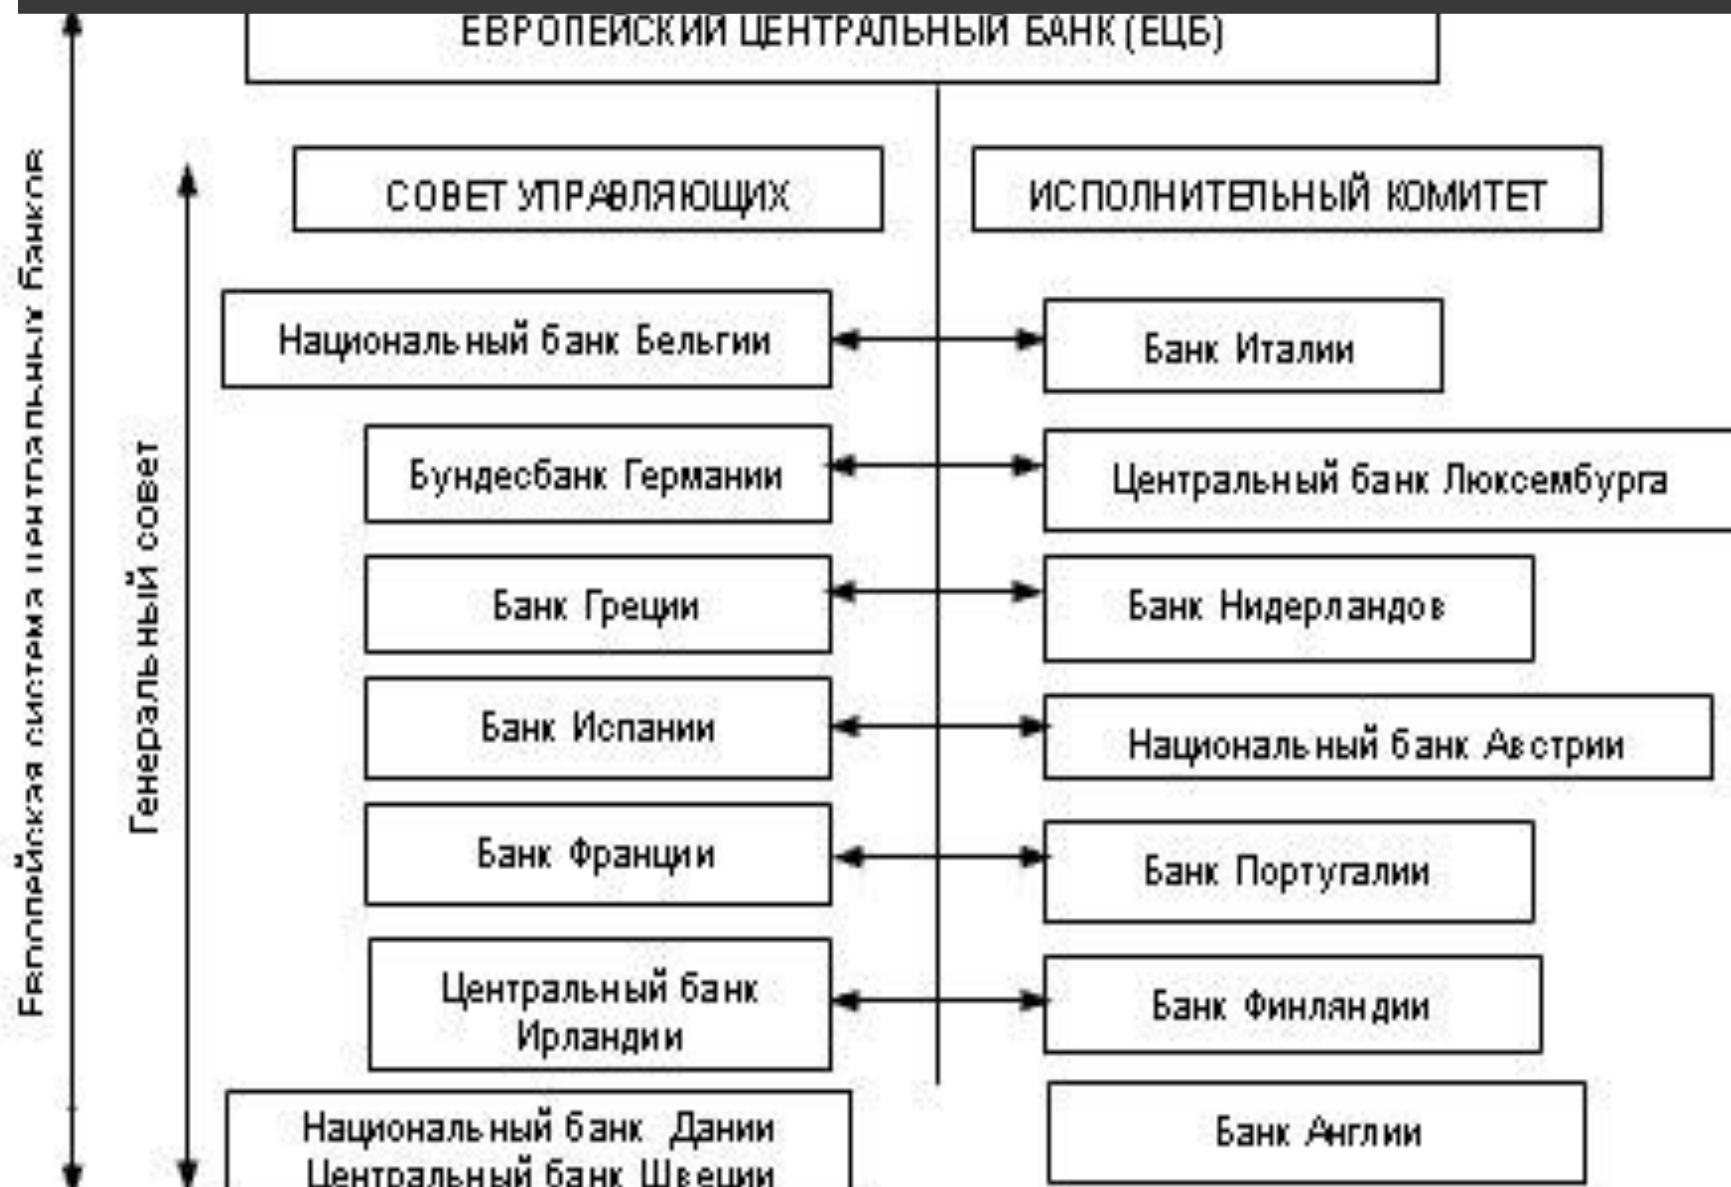 ЕВРОПЕЙСКИЙ ЦЕНТРАЛЬНЫЙ БАНК (ЕЦБ)
Европейская система центральных банков
Генеральный совет
СОВЕТ УПРАВЛЯЮЩИХ
ИСПОЛНИТЕЛЬНЫЙ КОМИТЕТ
Национальный банк Бельгии
Банк Италии
Бундесбанк Германии
Центральный банк Люксембурга
Банк Греции
Банк Нидерландов
Банк Испании
Национальный банк Австрии
Банк Франции
Банк Португалии
Центральный банк
Ирландии
Банк Финляндии
Национальный банк Дании
Центральный банк Швеции
Банк Англии